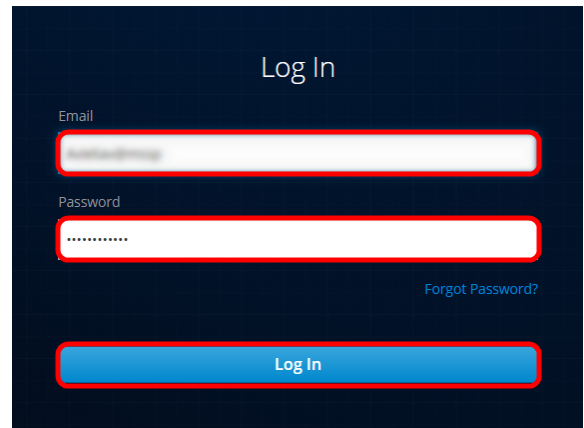 Log In
Email
Password
••••••••••••
Forgot Password?
Log In